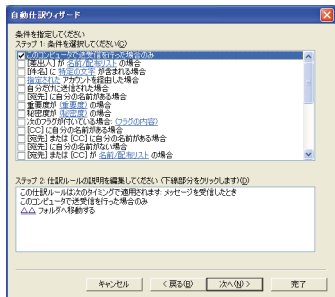 自動仕訳ウィザード
条件を指定してください
ステップ 1: 条件を選択してください(C)
このコンピュータで送受信を行った場合のみ
[差出人] が 名前/配布リスト の場合
[件名] に 特定の文字 が含まれる場合
指定された アカウントを経由した場合
自分だけに送信された場合
[宛先] に自分の名前がある場合
重要度が (重要度) の場合
秘密度が (秘密度) の場合
次のフラグが付いている場合: (フラグの内容)
[CC] に自分の名前がある場合
[宛先] または [CC] に自分の名前がある場合
[宛先] に自分の名前がない場合
[宛先] または [CC] が 名前/配布リスト の場合
ステップ 2: 仕訳ルールの説明を編集してください (下線部分をクリックします)(D)
この仕訳ルールは次のタイミングで適用されます: メッセージを受信したとき
このコンピュータで送受信を行った場合のみ
△△ フォルダへ移動する
キャンセル
< 戻る(B)
次へ(N) >
完了